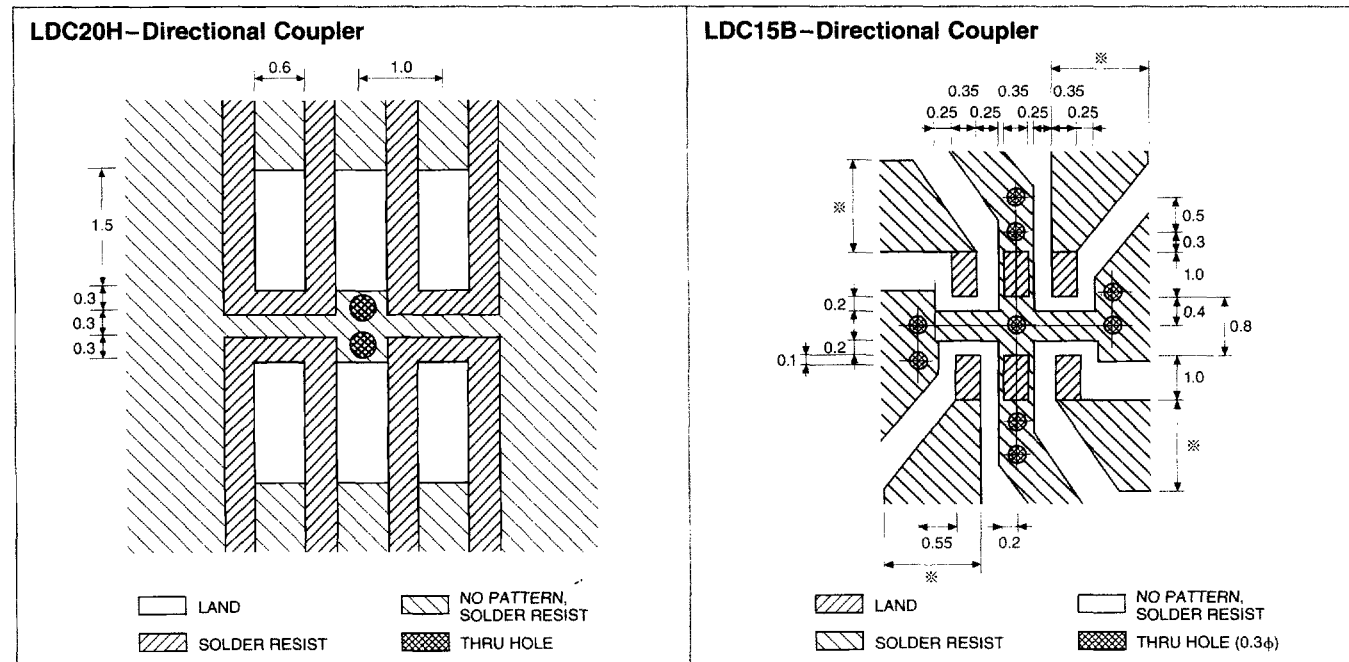 LDC20H–Directional Coupler
0.6
1.0
1.5
0.3
0.3
0.3
LAND
NO PATTERN,
SOLDER RESIST
SOLDER RESIST
THRU HOLE
LDC15B–Directional Coupler
※
0.35 0.35 0.35
0.25 0.25 0.25 0.25
※
0.5
0.3
1.0
0.2
0.4
0.8
0.2
0.1
1.0
※
0.55
0.2
※
LAND
NO PATTERN,
SOLDER RESIST
SOLDER RESIST
THRU HOLE (0.3ϕ)